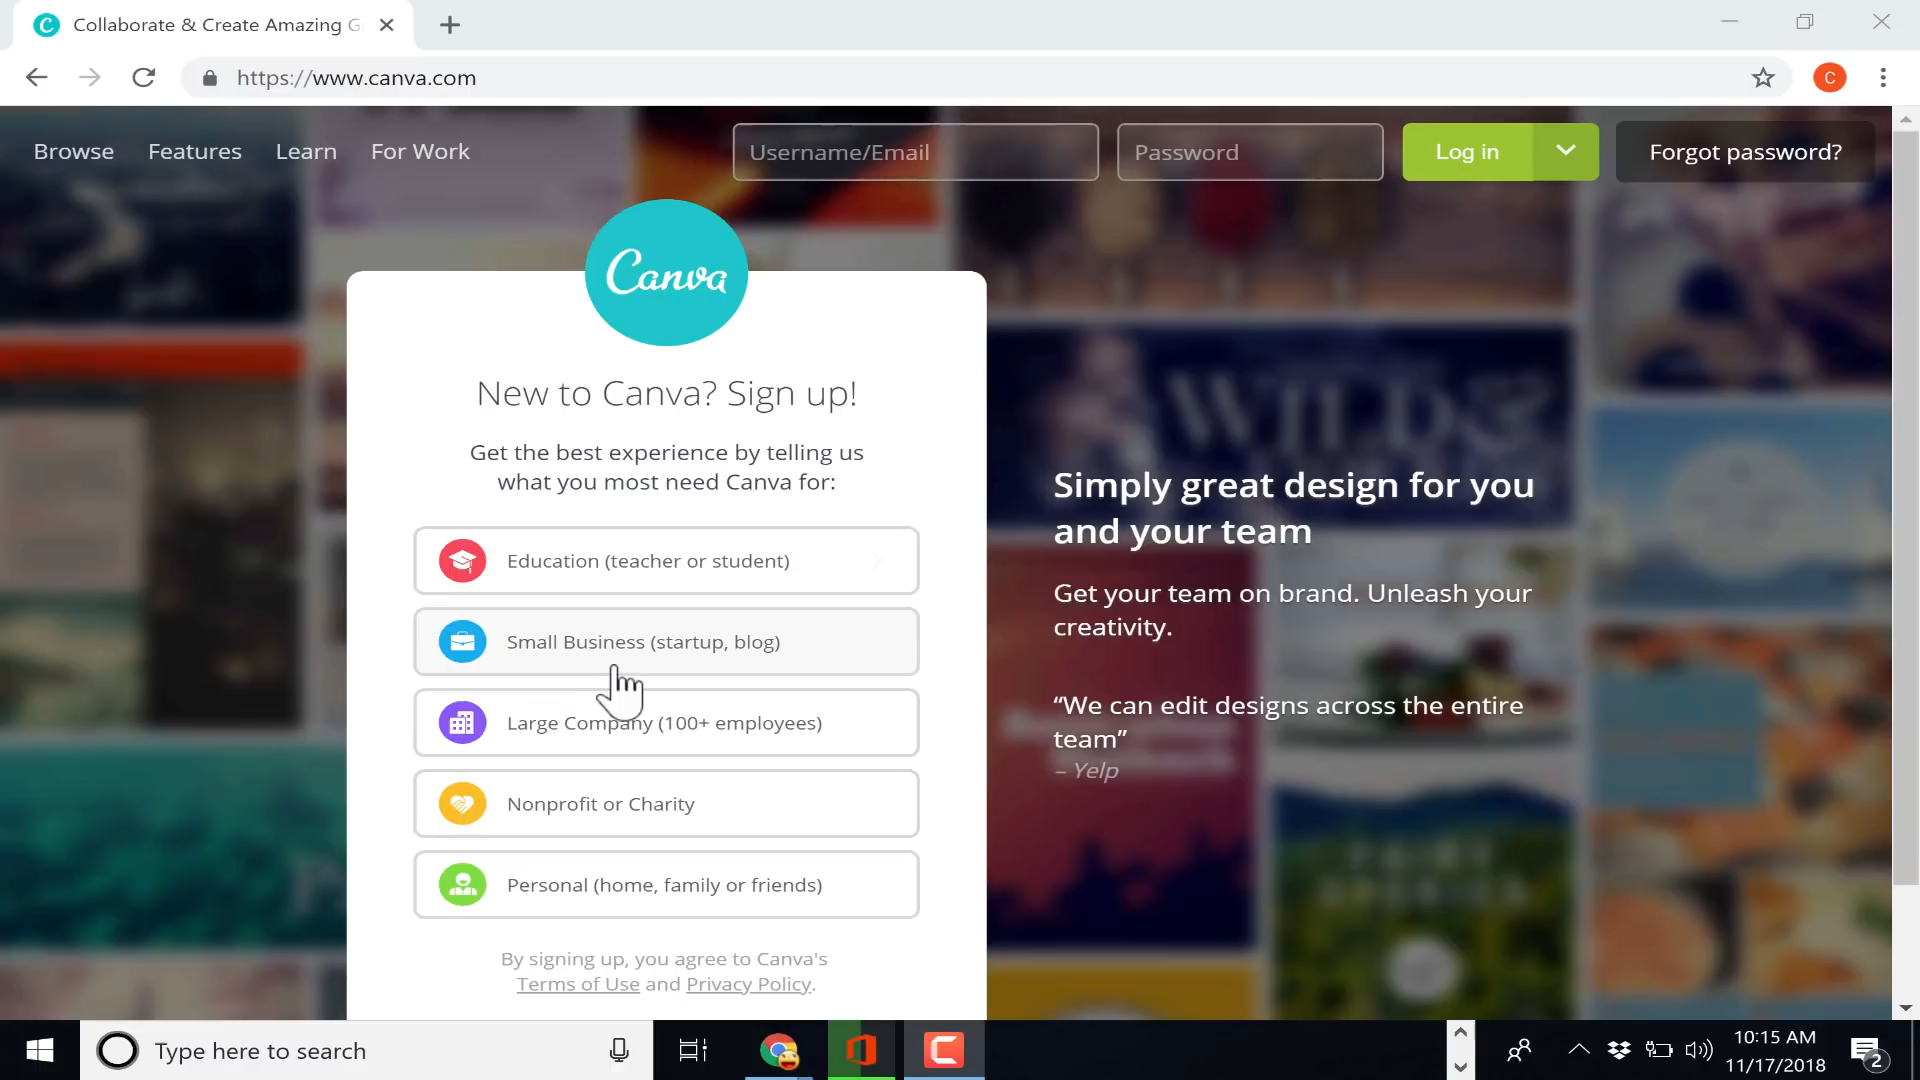 Collaborate & Create Amazing G
https://www.canva.com
Browse Features Learn For Work Username/Email Password Log in Forgot password?
Canva
New to Canva? Sign up!
Get the best experience by telling us
what you most need Canva for:
Education (teacher or student)
Small Business (startup, blog)
Large Company (100+ employees)
Nonprofit or Charity
Personal (home, family or friends)
By signing up, you agree to Canva's
Terms of Use and Privacy Policy.
WILD
Simply great design for you
and your team
Get your team on brand. Unleash your
creativity.
“We can edit designs across the entire
team”
– Yelp
Type here to search
10:15 AM
11/17/2018
2